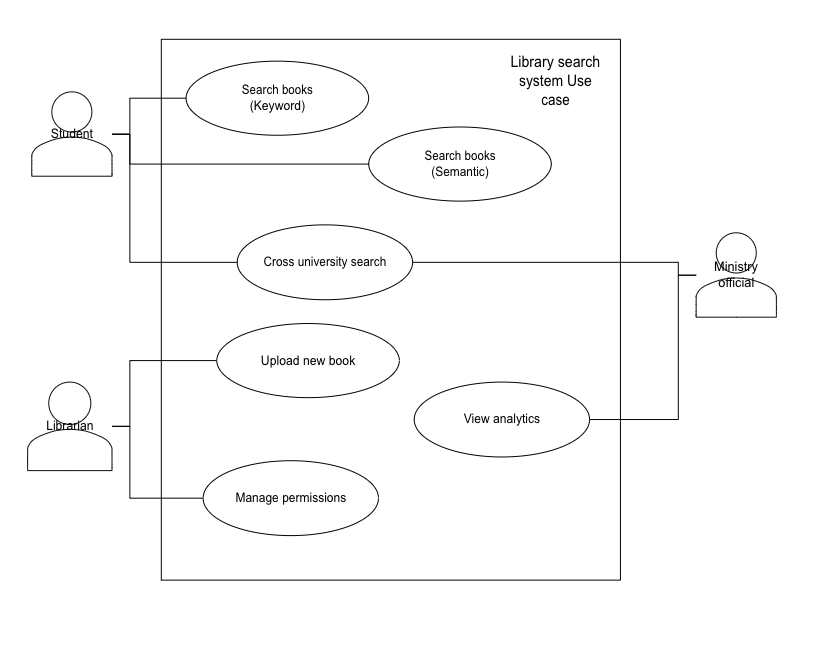 Library search
system Use
case
Search books
(Keyword)
Student
Search books
(Semantic)
Cross university search
Ministry
official
Upload new book
View analytics
Librarian
Manage permissions